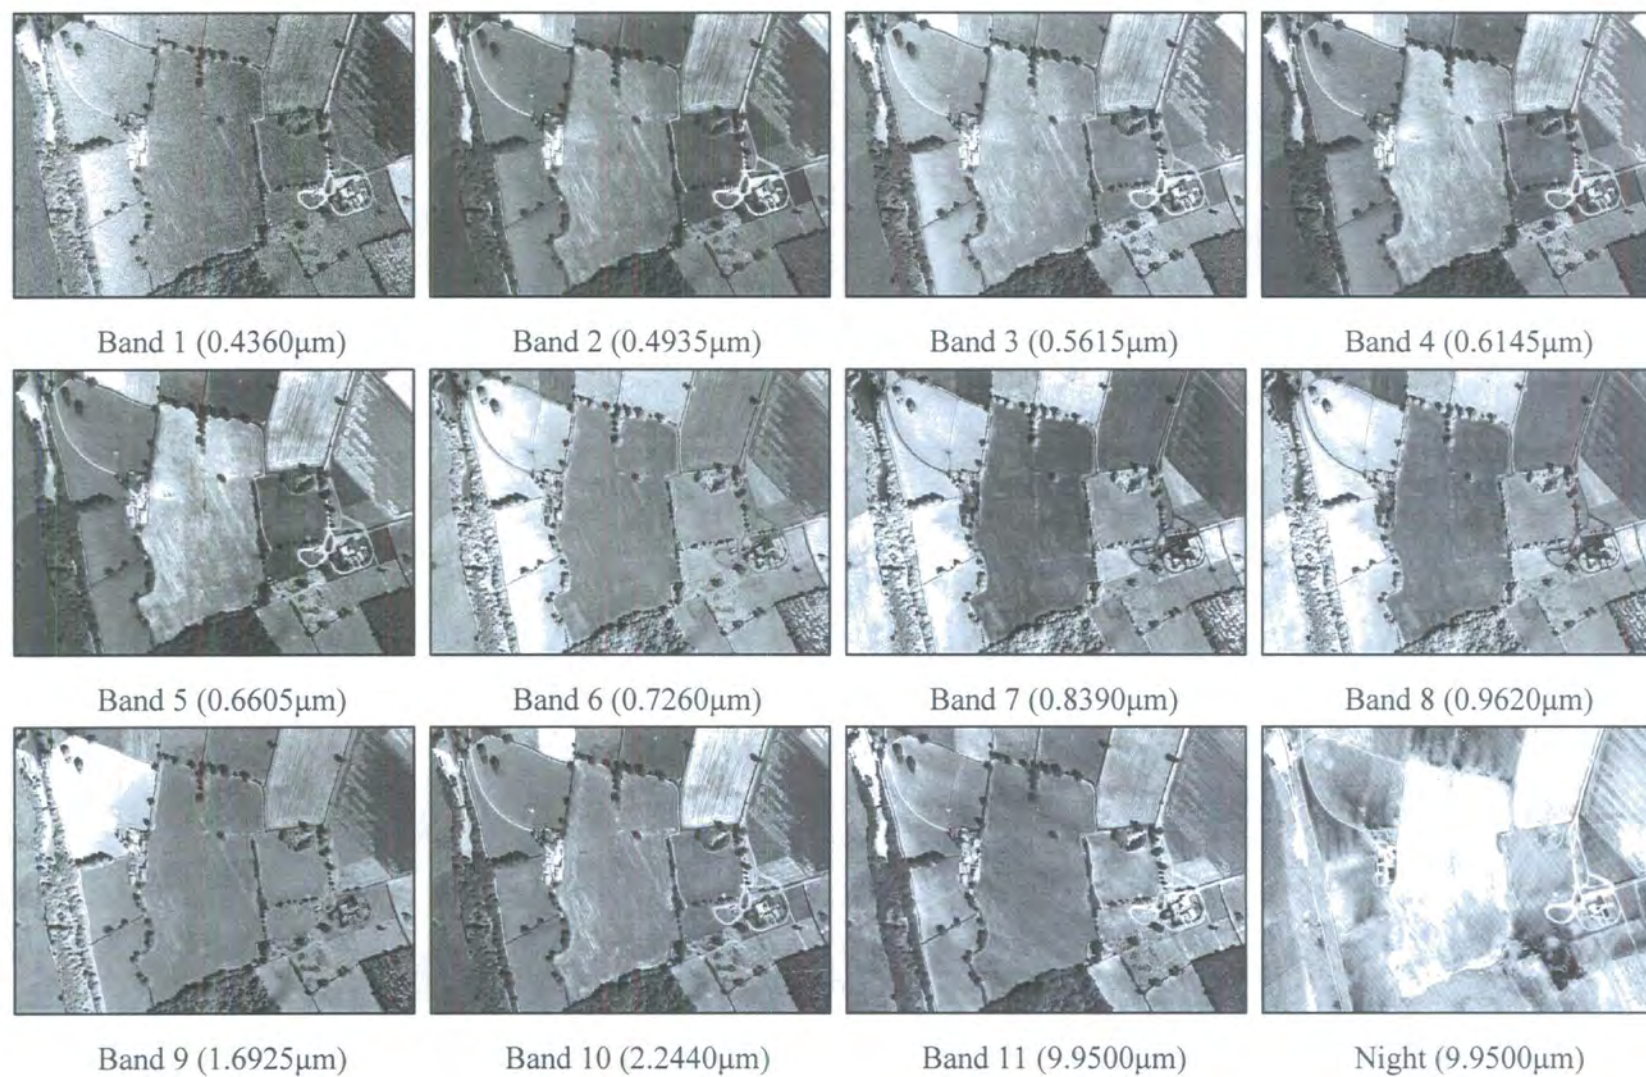 Band 1 (0.4360µm) Band 2 (0.4935µm) Band 3 (0.5615µm) Band 4 (0.6145µm)
Band 5 (0.6605µm) Band 6 (0.7260µm) Band 7 (0.8390µm) Band 8 (0.9620µm)
Band 9 (1.6925µm) Band 10 (2.2440µm) Band 11 (9.9500µm) Night (9.9500µm)